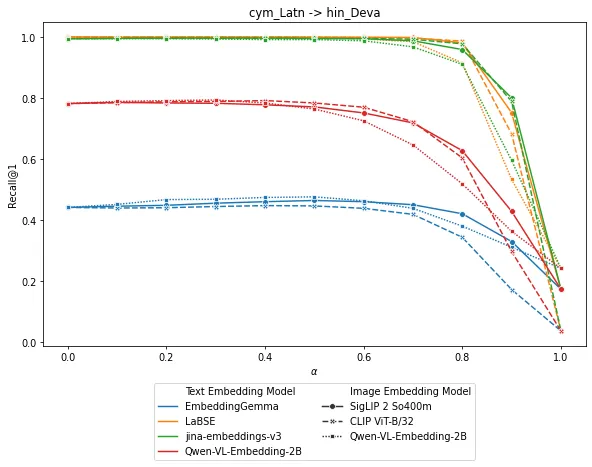 cym_Latn -> hin_Deva
1.0
0.8
0.6
0.4
0.2
0.0
Recall@1
0.0 0.2 0.4 0.6 0.8 1.0
α
Text Embedding Model Image Embedding Model
EmbeddingGemma SigLIP 2 So400m
LaBSE CLIP ViT-B/32
jina-embeddings-v3 Qwen-VL-Embedding-2B
Qwen-VL-Embedding-2B